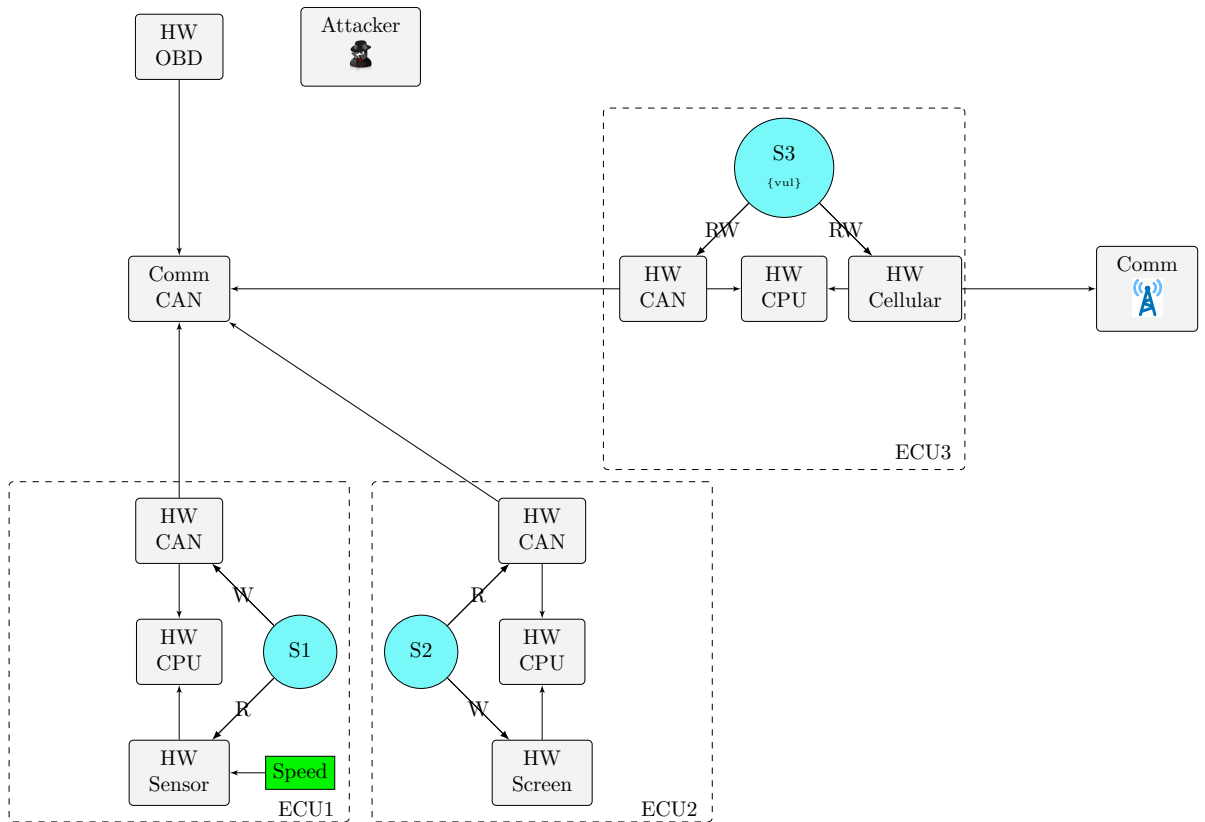 HW
OBD
Attacker
S3
{vul}
RW
RW
Comm
CAN
HW
CAN
HW
CPU
HW
Cellular
Comm
ECU3
HW
CAN
HW
CAN
W
R
HW
CPU
S1
S2
HW
CPU
R
W
HW
Sensor
Speed
HW
Screen
ECU1
ECU2